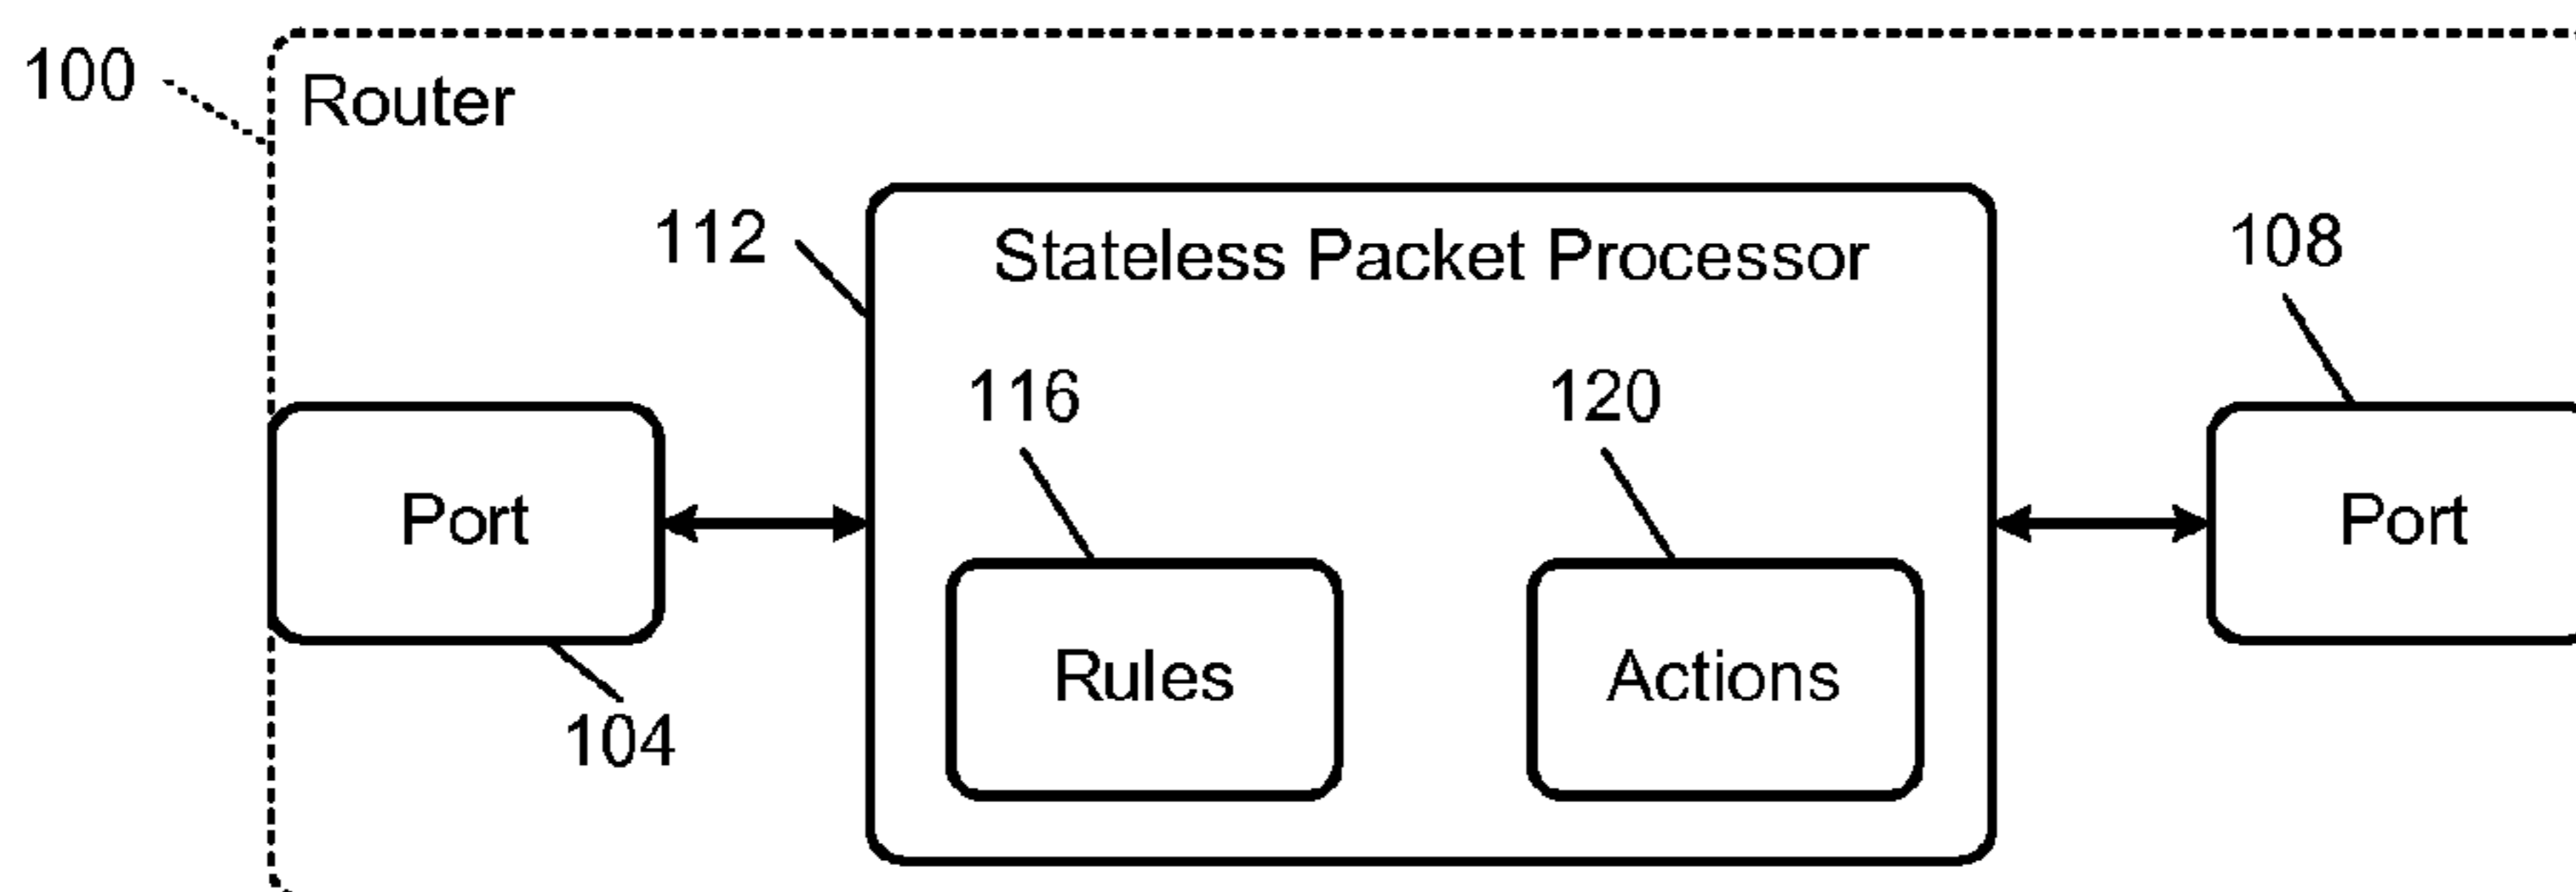 100
Router
112
Stateless Packet Processor
108
116
120
Port
Port
Rules
Actions
104